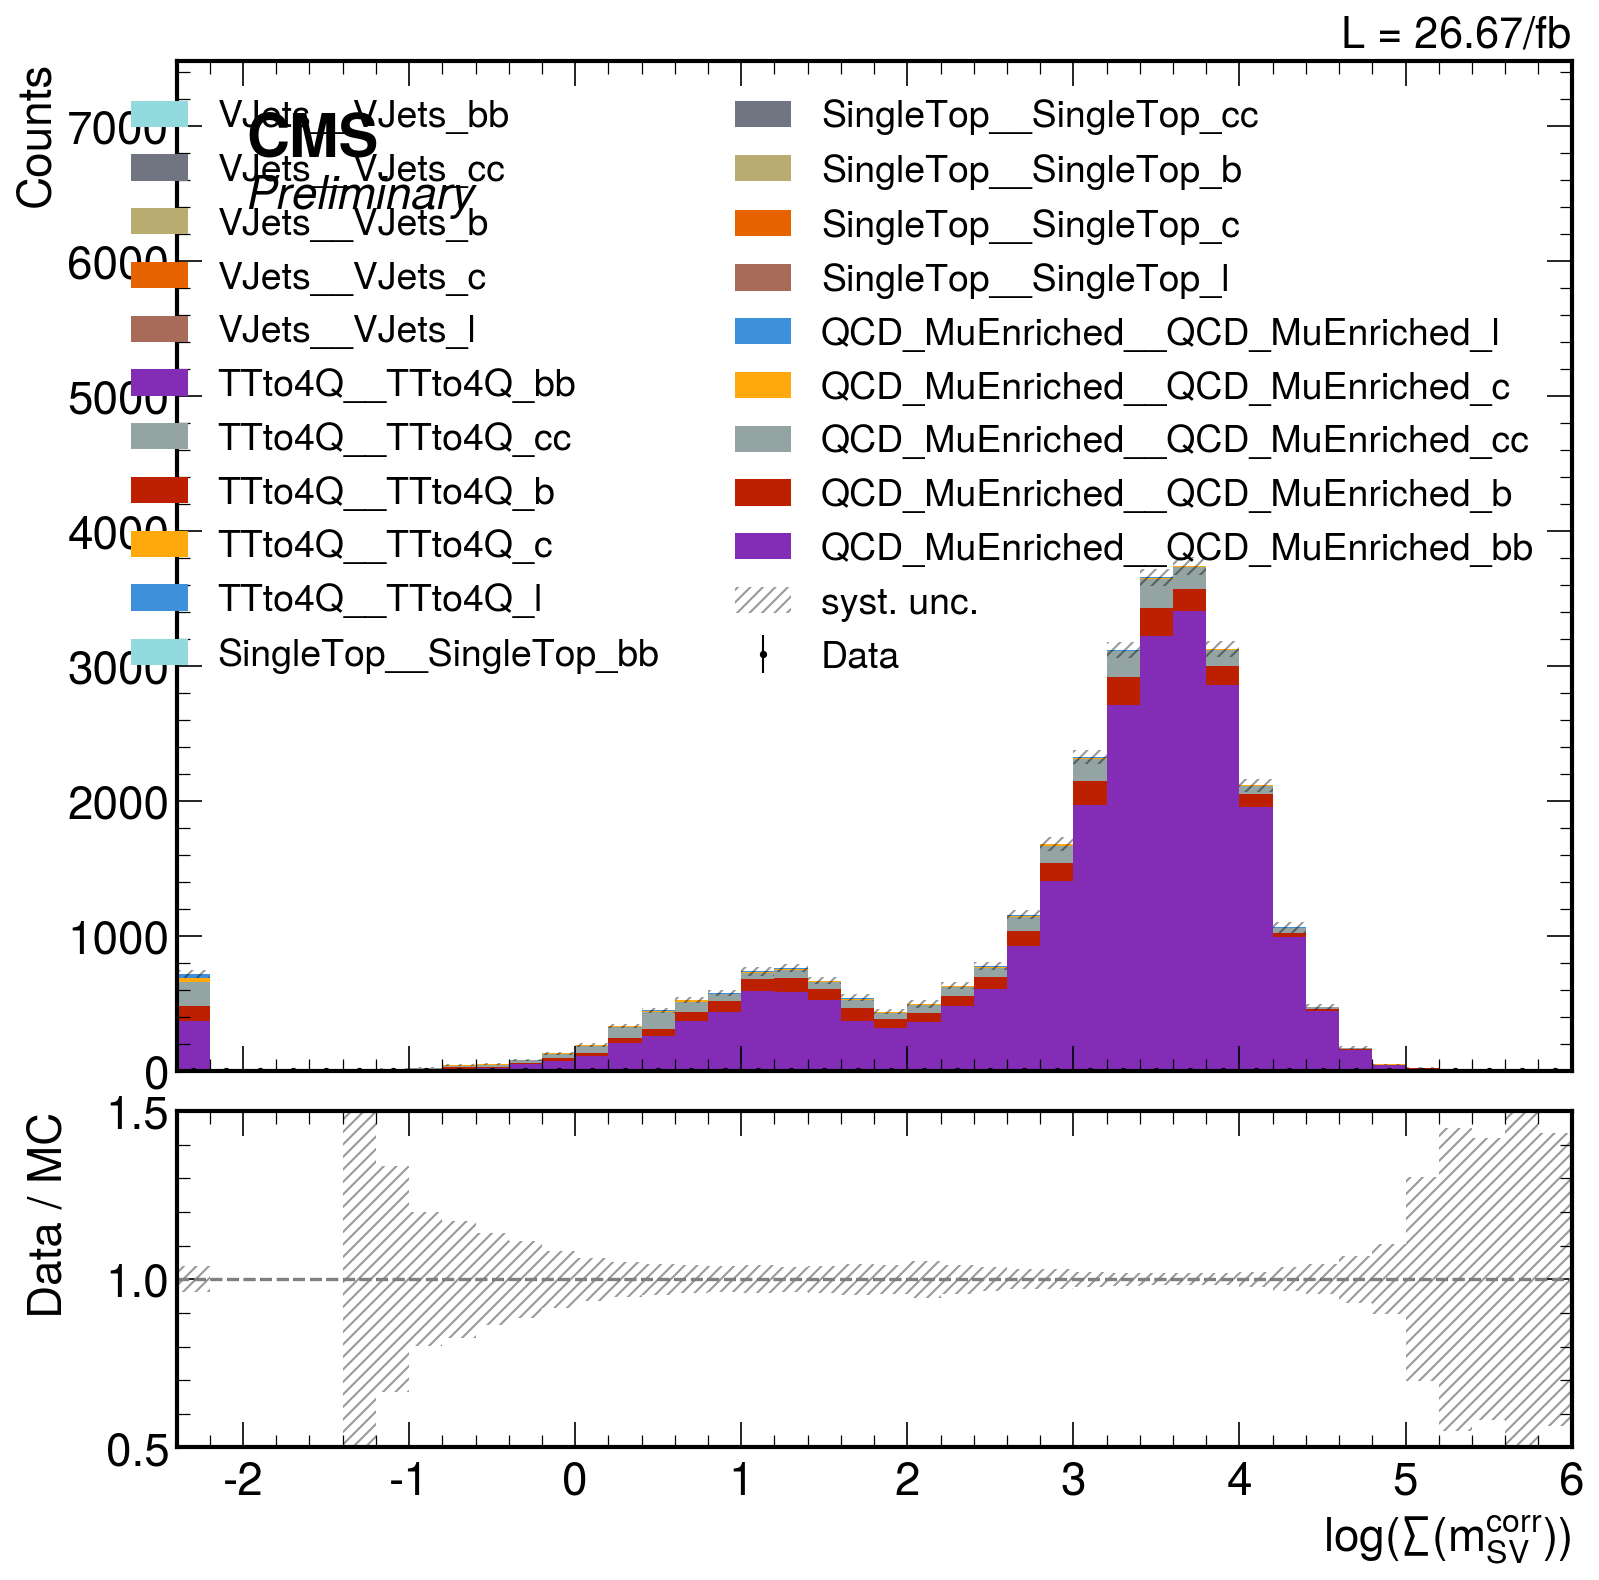 L = 26.67/fb
Counts
7000
6000
5000
4000
3000
2000
1000
0
CMS
Preliminary
VJets__VJets_bb
VJets__VJets_cc
VJets__VJets_b
VJets__VJets_c
VJets__VJets_l
TTto4Q__TTto4Q_bb
TTto4Q__TTto4Q_cc
TTto4Q__TTto4Q_b
TTto4Q__TTto4Q_c
TTto4Q__TTto4Q_l
SingleTop__SingleTop_bb
SingleTop__SingleTop_cc
SingleTop__SingleTop_b
SingleTop__SingleTop_c
SingleTop__SingleTop_l
QCD_MuEnriched__QCD_MuEnriched_l
QCD_MuEnriched__QCD_MuEnriched_c
QCD_MuEnriched__QCD_MuEnriched_cc
QCD_MuEnriched__QCD_MuEnriched_b
QCD_MuEnriched__QCD_MuEnriched_bb
syst. unc.
Data
Data / MC
1.5
1.0
0.5
-2 -1 0 1 2 3 4 5 6
log(∑(m_SV^corr))